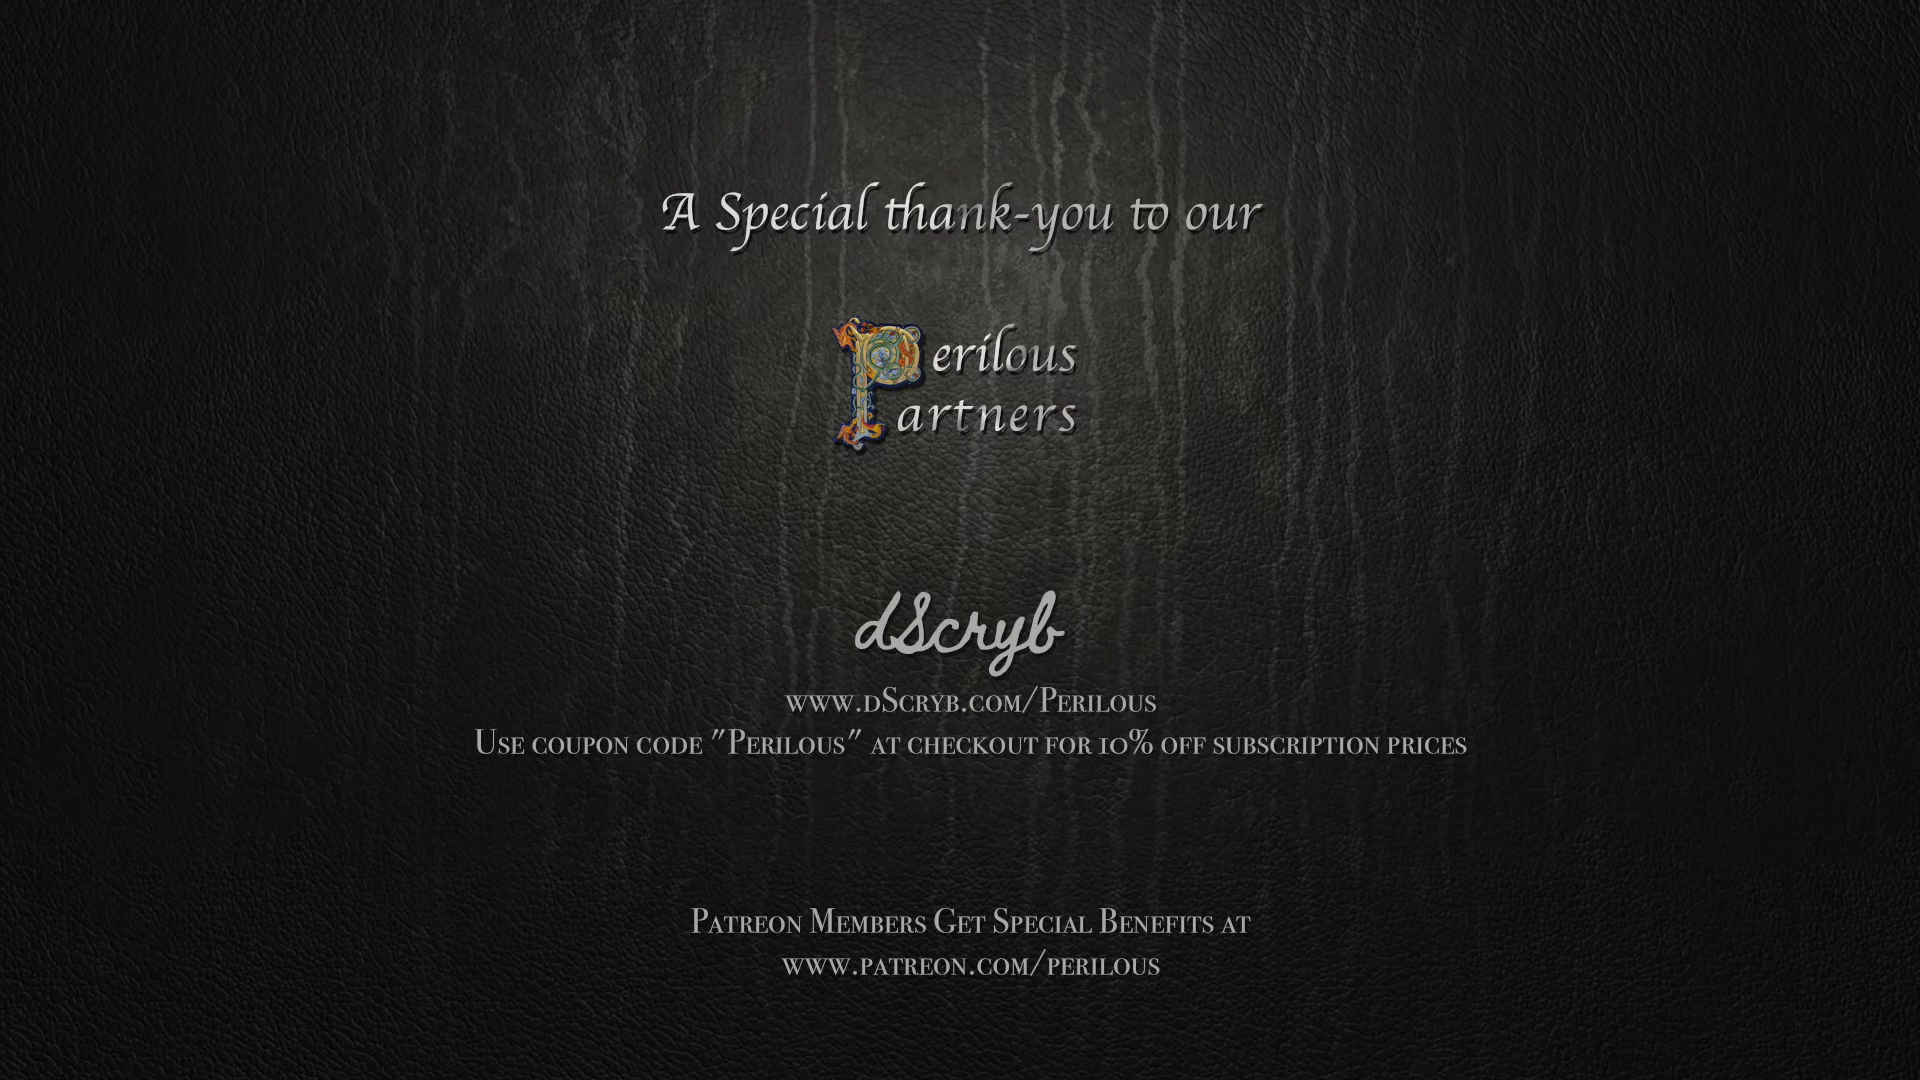 A Special thank-you to our
Perilous
Partners
dScryb
www.dScryb.com/Perilous
Use coupon code "Perilous" at checkout for 10% off subscription prices
Patreon Members Get Special Benefits at
www.patreon.com/perilous